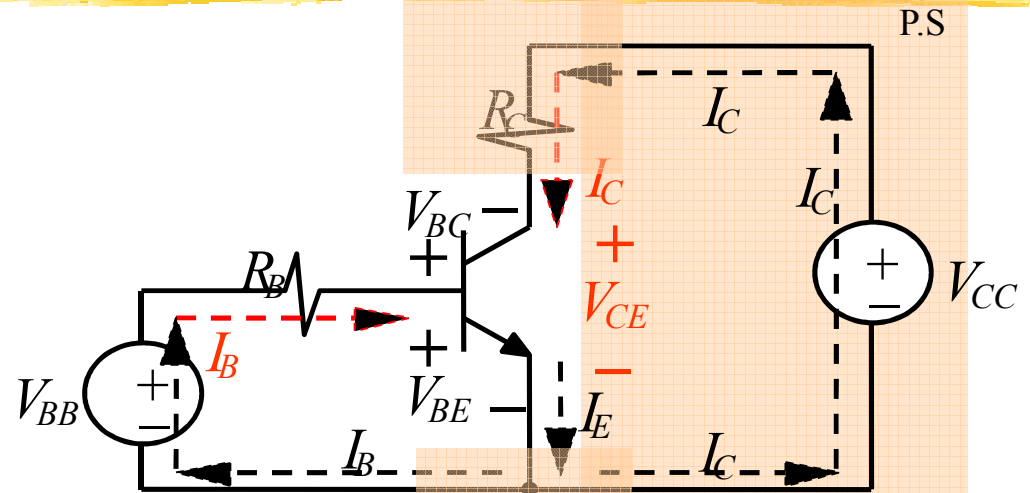 P.S
R_C
I_C
I_C
I_C
V_BC −
+
+
R_B
V_CE
+
−
V_CC
I_B
+
+
−
V_BB
V_BE −
−
I_E
I_B
I_C